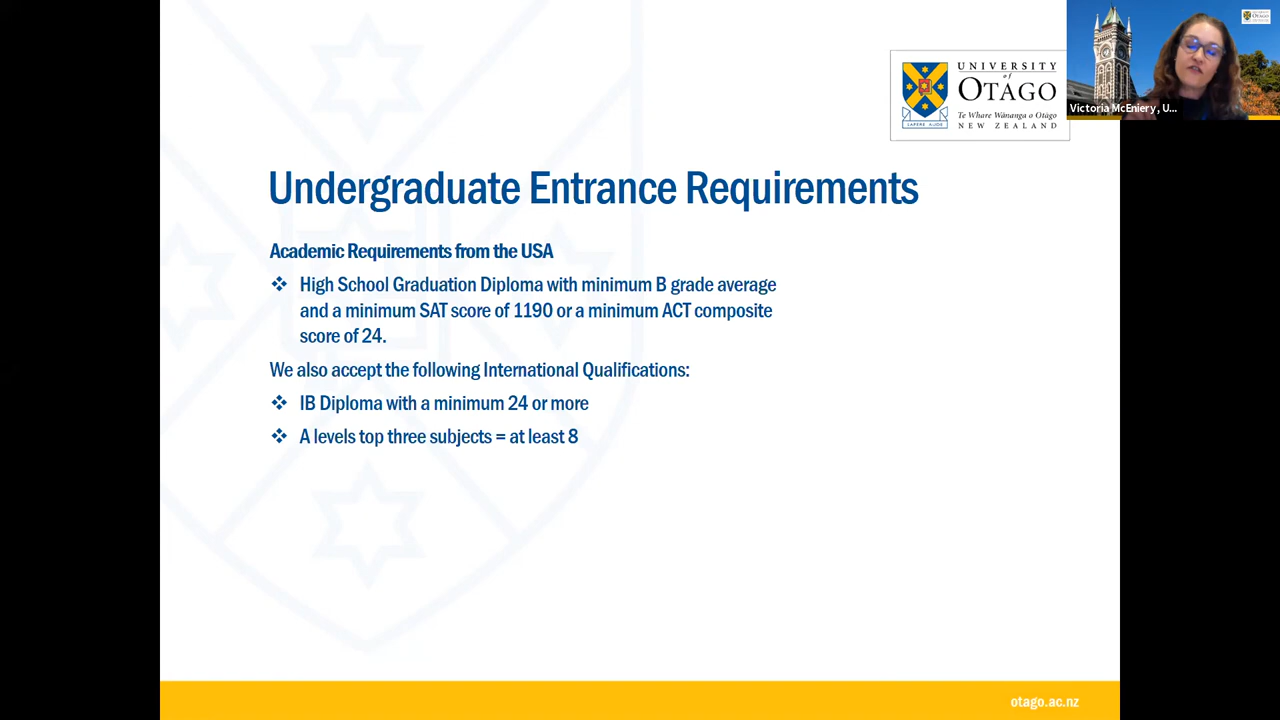 UNIVERSITY
of
OTAGO
Te Whare Wānanga o Otāgo
NEW ZEALAND
SAPERE AUDE
Victoria McEniery, U...
Undergraduate Entrance Requirements
Academic Requirements from the USA
❖ High School Graduation Diploma with minimum B grade average
and a minimum SAT score of 1190 or a minimum ACT composite
score of 24.
We also accept the following International Qualifications:
❖ IB Diploma with a minimum 24 or more
❖ A levels top three subjects = at least 8
otago.ac.nz